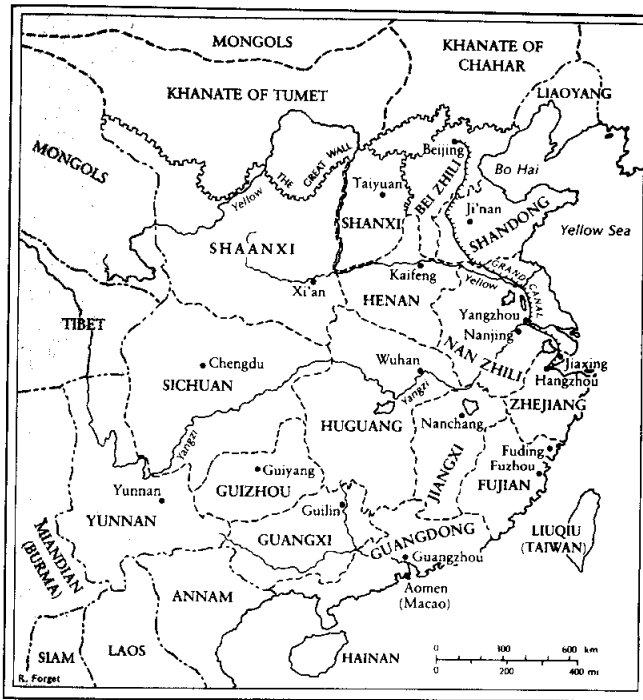 MONGOLS
KHANATE OF
CHAHAR
KHANATE OF TUMET
LIAOYANG
MONGOLS
THE GREAT WALL
Yellow
Beijing
Bo Hai
BEI ZHILI
Taiyuan
SHANXI
Ji'nan
SHANDONG
Yellow Sea
SHAANXI
Xi'an
Kaifeng
Yellow
GRAND CANAL
HENAN
TIBET
Yangzhou
Nanjing
NAN ZHILI
Chengdu
SICHUAN
Wuhan
Yangzi
Jiaxing
Hangzhou
ZHEJIANG
HUGUANG
Nanchang
JIANGXI
Yangzi
Guiyang
GUIZHOU
Fuding
Fuzhou
FUJIAN
Yunnan
YUNNAN
Guilin
GUANGXI
GUANGDONG
Guangzhou
LIUQIU
(TAIWAN)
MIANDIAN
(BURMA)
ANNAM
Aomen
(Macao)
SIAM
LAOS
HAINAN
0 300 600 km
0 200 400 mi
R. Forget